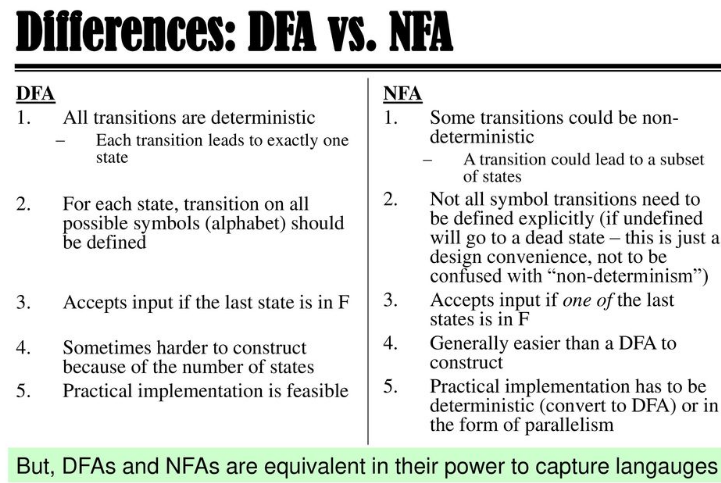 Differences: DFA vs. NFA
DFA
1. All transitions are deterministic
– Each transition leads to exactly one
state
2. For each state, transition on all
possible symbols (alphabet) should
be defined
3. Accepts input if the last state is in F
4. Sometimes harder to construct
because of the number of states
5. Practical implementation is feasible
NFA
1. Some transitions could be non-
deterministic
– A transition could lead to a subset
of states
2. Not all symbol transitions need to
be defined explicitly (if undefined
will go to a dead state – this is just a
design convenience, not to be
confused with “non-determinism”)
3. Accepts input if one of the last
states is in F
4. Generally easier than a DFA to
construct
5. Practical implementation has to be
deterministic (convert to DFA) or in
the form of parallelism
But, DFAs and NFAs are equivalent in their power to capture langauges